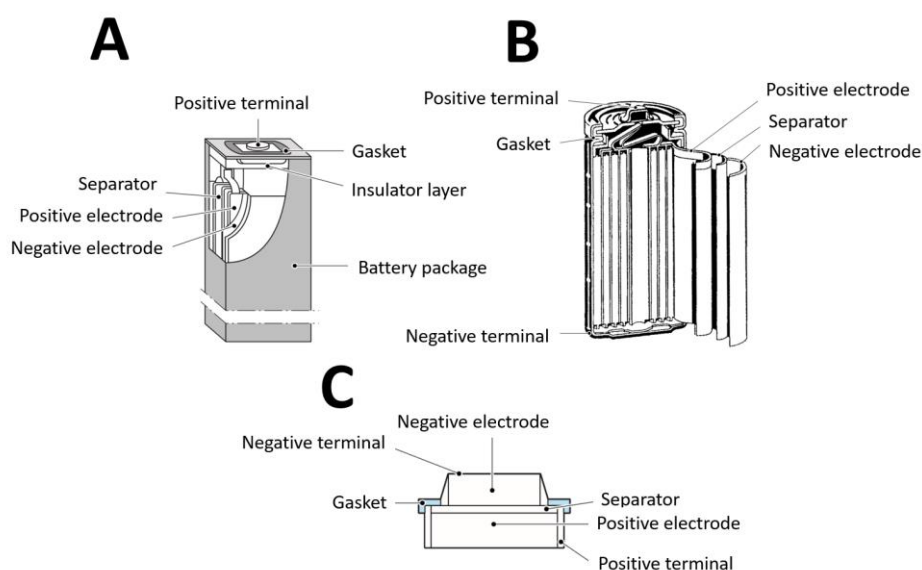 A
Positive terminal
Gasket
Separator
Insulator layer
Positive electrode
Negative electrode
Battery package
B
Positive terminal
Positive electrode
Gasket
Separator
Negative electrode
Negative terminal
C
Negative electrode
Negative terminal
Gasket
Separator
Positive electrode
Positive terminal